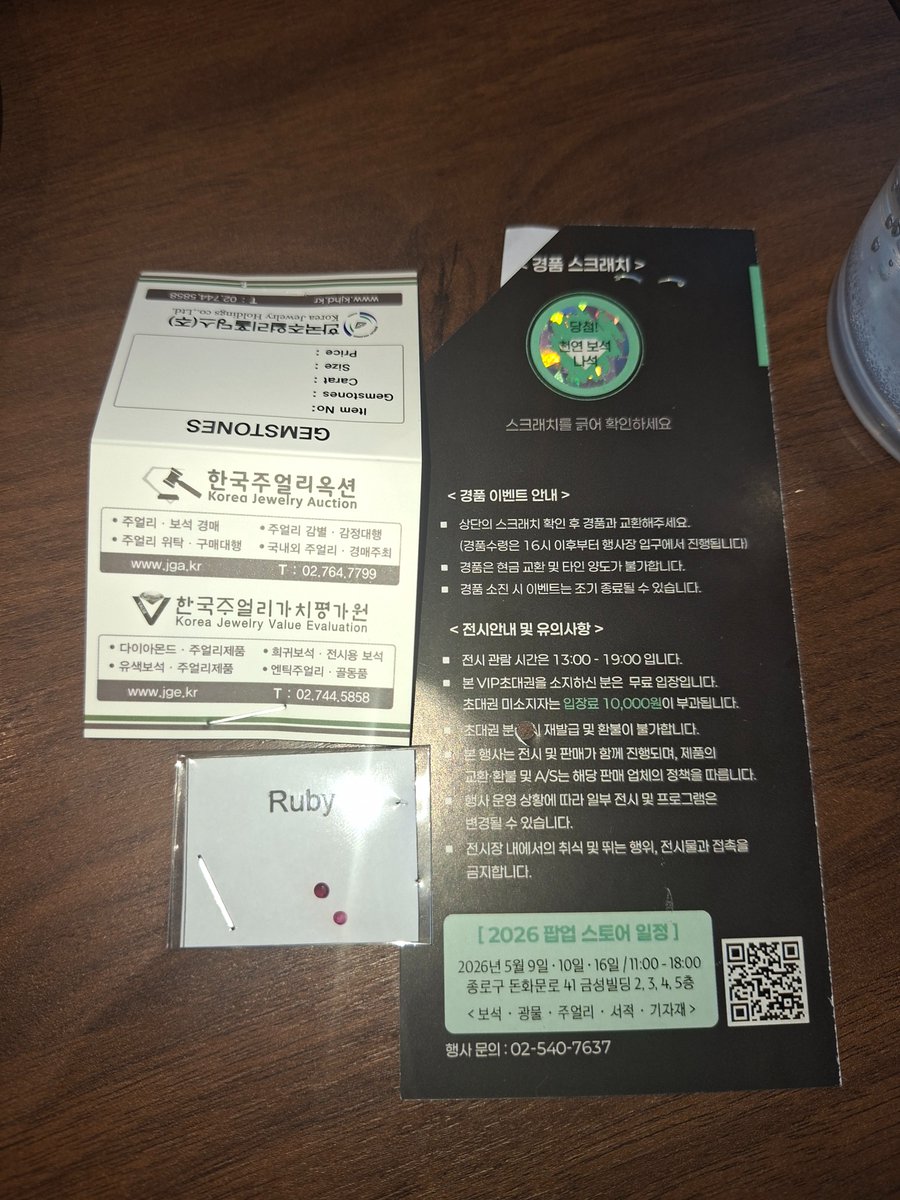 www.kjhd.kr T : 02.744.5858
한국주얼리홀딩스(주)
Korea Jewelry Holdings co.,Ltd.
Price :
Size :
Carat :
Gemstones :
Item No:
GEMSTONES
한국주얼리옥션
Korea Jewelry Auction
• 주얼리 · 보석 경매 • 주얼리 감별 · 감정대행
• 주얼리 위탁 · 구매대행 • 국내외 주얼리 · 경매주최
www.jga.kr T : 02.764.7799
한국주얼리가치평가원
Korea Jewelry Value Evaluation
• 다이아몬드 · 주얼리제품 • 희귀보석 · 전시용 보석
• 유색보석 · 주얼리제품 • 엔틱주얼리 · 골동품
www.jge.kr T : 02.744.5858
Ruby
< 경품 스크래치 >
당첨!
천연 보석
나석
스크래치를 긁어 확인하세요
< 경품 이벤트 안내 >
■ 상단의 스크래치 확인 후 경품과 교환해주세요.
(경품수령은 16시 이후부터 행사장 입구에서 진행됩니다)
■ 경품은 현금 교환 및 타인 양도가 불가합니다.
■ 경품 소진 시 이벤트는 조기 종료될 수 있습니다.
< 전시안내 및 유의사항 >
■ 전시 관람 시간은 13:00 - 19:00 입니다.
■ 본 VIP초대권을 소지하신 분은 무료 입장입니다.
초대권 미소지자는 입장료 10,000원이 부과됩니다.
■ 초대권 분 시 재발급 및 환불이 불가합니다.
■ 본 행사는 전시 및 판매가 함께 진행되며, 제품의
교환·환불 및 A/S는 해당 판매 업체의 정책을 따릅니다.
■ 행사 운영 상황에 따라 일부 전시 및 프로그램은
변경될 수 있습니다.
■ 전시장 내에서의 취식 및 뛰는 행위, 전시물과 접촉을
금지합니다.
[ 2026 팝업 스토어 일정 ]
2026년 5월 9일 · 10일 · 16일 / 11:00 - 18:00
종로구 돈화문로 41 금성빌딩 2, 3, 4, 5층
< 보석 · 광물 · 주얼리 · 서적 · 기자재 >
행사 문의 : 02-540-7637